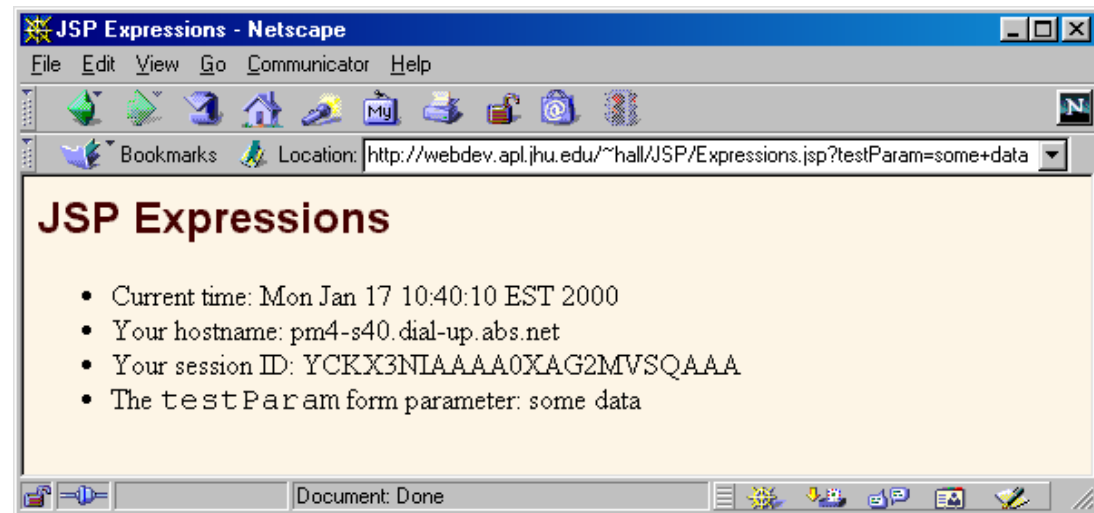 JSP Expressions - Netscape
File Edit View Go Communicator Help
My
N
Bookmarks Location: http://webdev.apl.jhu.edu/~hall/JSP/Expressions.jsp?testParam=some+data
JSP Expressions
• Current time: Mon Jan 17 10:40:10 EST 2000
• Your hostname: pm4-s40.dial-up.abs.net
• Your session ID: YCKX3NIAAAA0XAG2MVSQAAA
• The testParam form parameter: some data
Document: Done